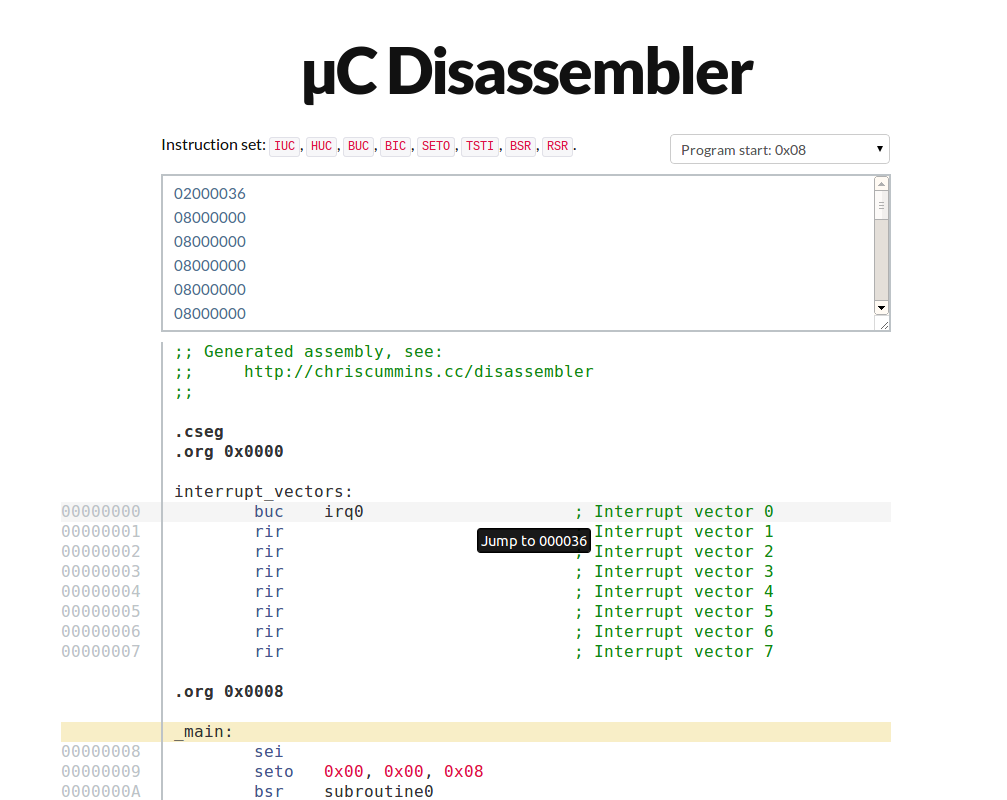 µC Disassembler
Instruction set: IUC, HUC, BUC, BIC, SETO, TSTI, BSR, RSR.
Program start: 0x08
02000036
08000000
08000000
08000000
08000000
08000000
;; Generated assembly, see:
;;     http://chriscummins.cc/disassembler
;;
.cseg
.org 0x0000
interrupt_vectors:
00000000 buc irq0 ; Interrupt vector 0
00000001 rir ; Interrupt vector 1
Jump to 000036
00000002 rir ; Interrupt vector 2
00000003 rir ; Interrupt vector 3
00000004 rir ; Interrupt vector 4
00000005 rir ; Interrupt vector 5
00000006 rir ; Interrupt vector 6
00000007 rir ; Interrupt vector 7
.org 0x0008
_main:
00000008 sei
00000009 seto 0x00, 0x00, 0x08
0000000A bsr subroutine0